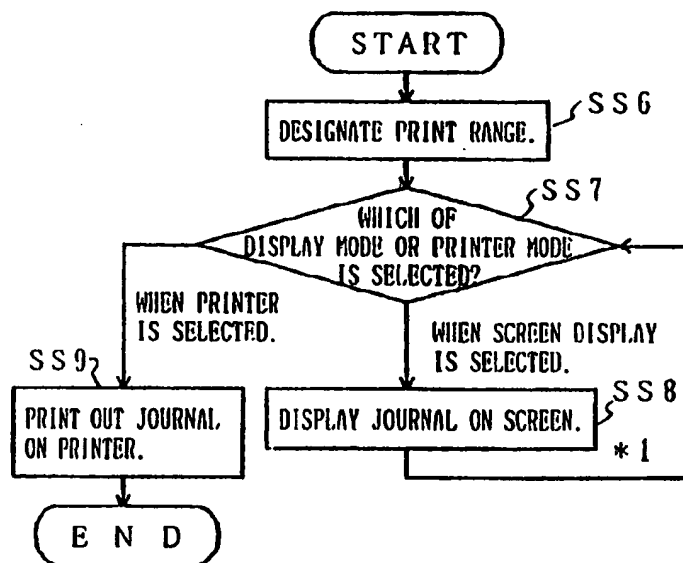 START
SS6
DESIGNATE PRINT RANGE.
SS7
WHICH OF
DISPLAY MODE OR PRINTER MODE
IS SELECTED?
WHEN PRINTER
IS SELECTED.
WHEN SCREEN DISPLAY
IS SELECTED.
SS9
PRINT OUT JOURNAL
ON PRINTER.
SS8
DISPLAY JOURNAL ON SCREEN.
*1
END